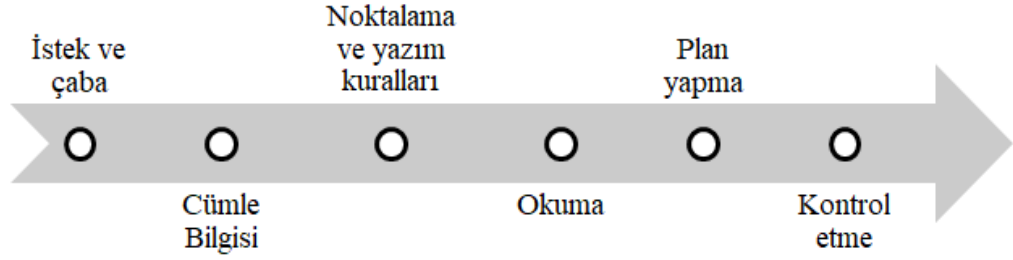 İstek ve
çaba
Cümle
Bilgisi
Noktalama
ve yazım
kuralları
Okuma
Plan
yapma
Kontrol
etme